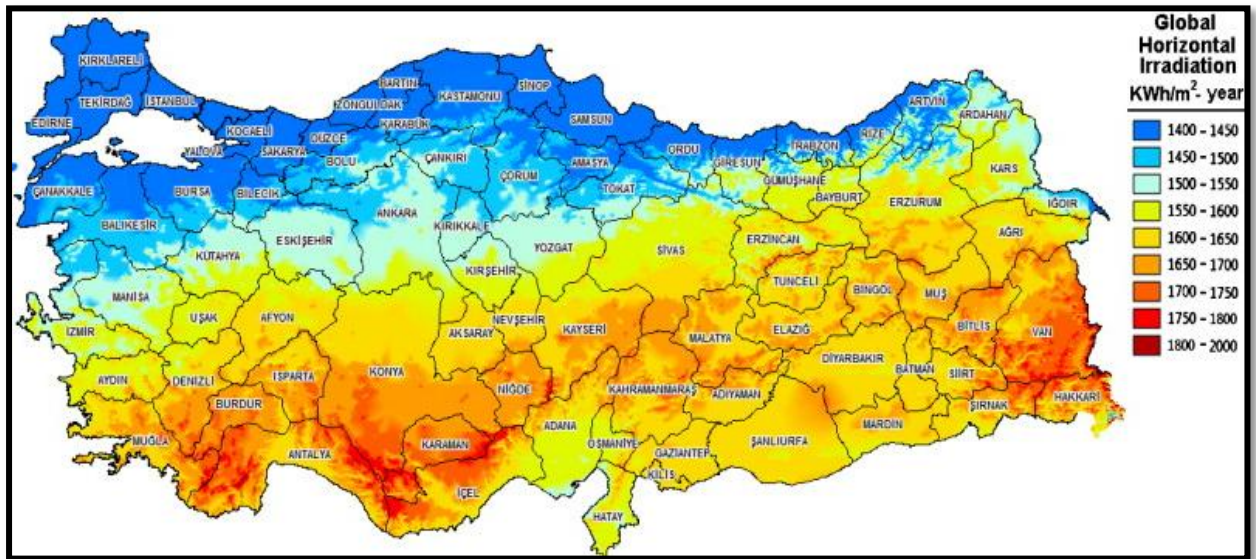 Global
Horizontal
Irradiation
KWh/m²- year
1400 - 1450
1450 - 1500
1500 - 1550
1550 - 1600
1600 - 1650
1650 - 1700
1700 - 1750
1750 - 1800
1800 - 2000
KIRKLARELİ
TEKİRDAĞ
İSTANBUL
EDİRNE
KOCAELİ
YALOVA
SAKARYA
DÜZCE
ZONGULDAK
BARTIN
KARABÜK
KASTAMONU
SİNOP
SAMSUN
BOLU
ÇANKIRI
ÇORUM
AMASYA
TOKAT
ORDU
GİRESUN
TRABZON
RİZE
ARTVİN
ARDAHAN
KARS
GÜMÜŞHANE
BAYBURT
ERZURUM
IĞDIR
AĞRI
ÇANAKKALE
BURSA
BİLECİK
BALIKESİR
KÜTAHYA
ESKİŞEHİR
ANKARA
KIRIKKALE
YOZGAT
SİVAS
ERZİNCAN
TUNCELİ
BİNGÖL
MUŞ
BİTLİS
VAN
KIRŞEHİR
MANİSA
İZMİR
UŞAK
AFYON
AKSARAY
NEVŞEHİR
KAYSERİ
MALATYA
ELAZIĞ
DİYARBAKIR
BATMAN
SİİRT
ŞIRNAK
HAKKARİ
AYDIN
DENİZLİ
ISPARTA
BURDUR
KONYA
NİĞDE
KAHRAMANMARAŞ
ADIYAMAN
MARDİN
ŞANLIURFA
MUĞLA
ANTALYA
KARAMAN
İÇEL
ADANA
OSMANİYE
GAZİANTEP
KİLİS
HATAY